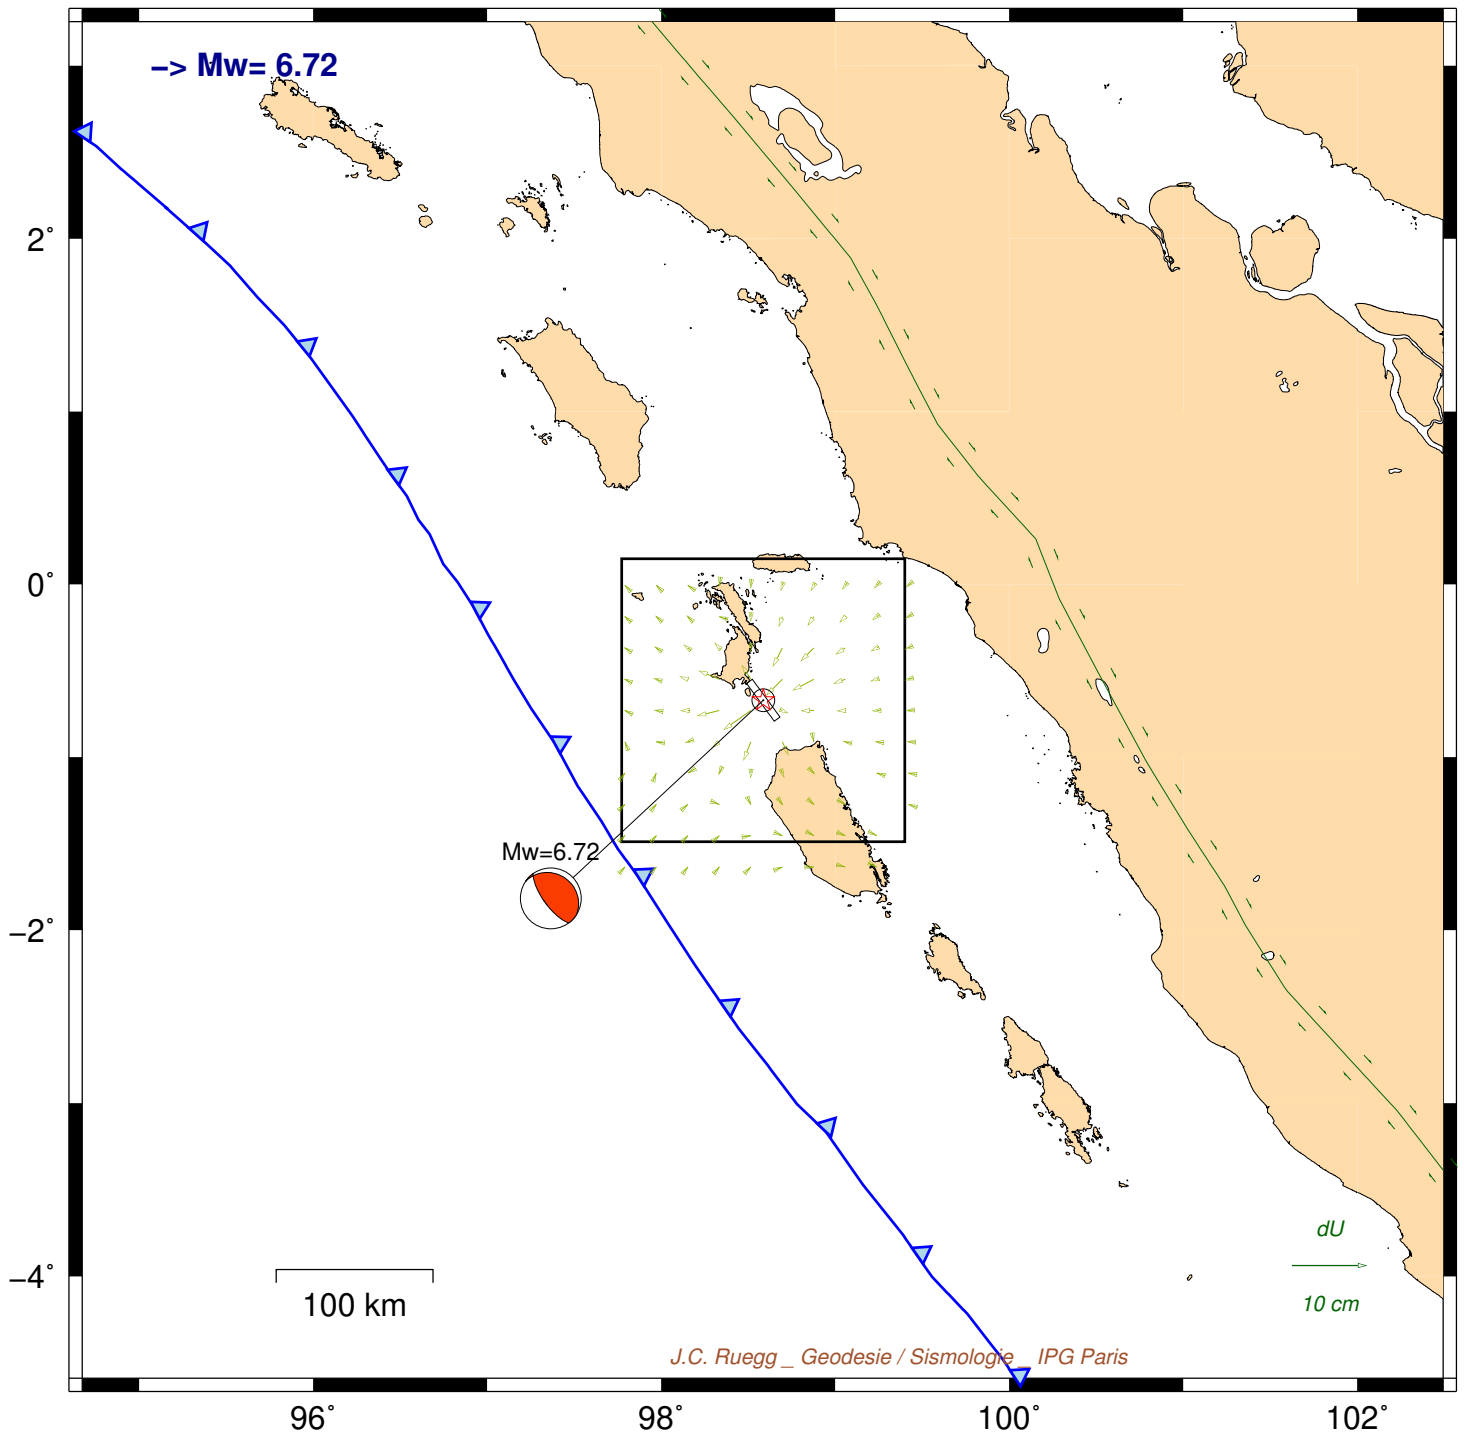 –> Mw= 6.72
2°
0°
Mw=6.72
–2°
dU
–4°
100 km
10 cm
J.C. Ruegg _ Geodesie / Sismologie _ IPG Paris
96°
98°
100°
102°